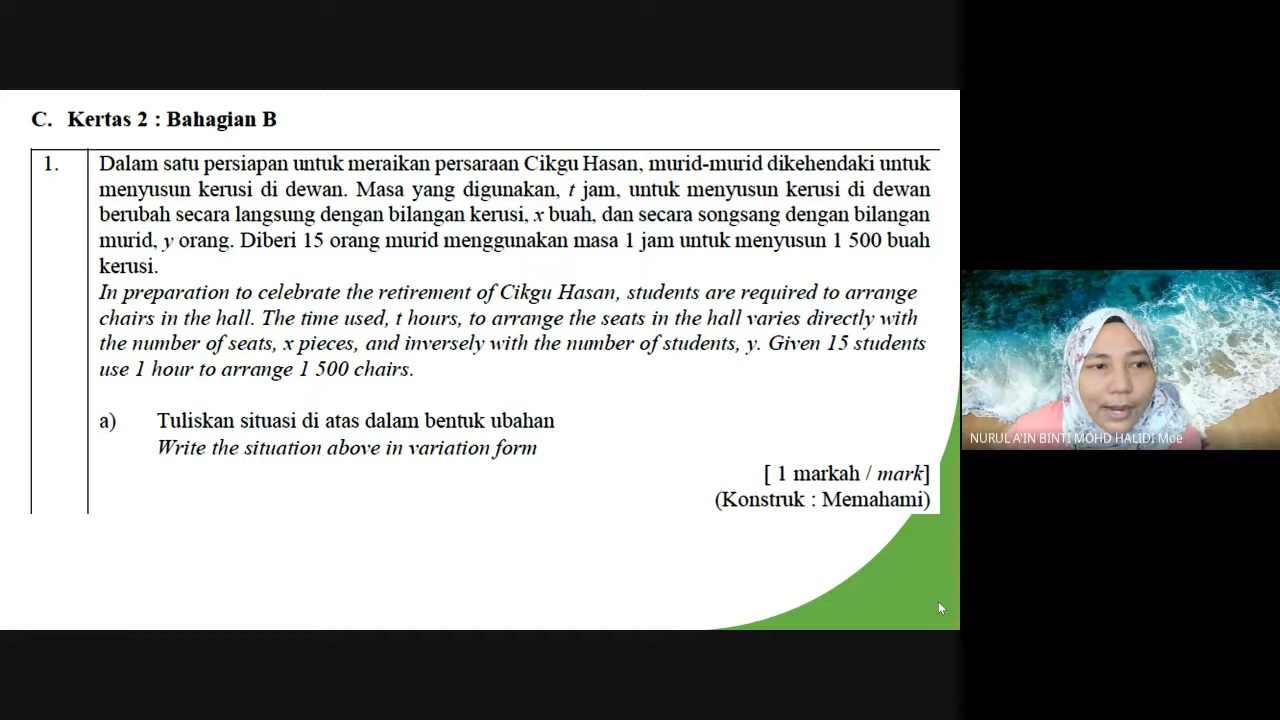 C. Kertas 2 : Bahagian B
1. Dalam satu persiapan untuk meraikan persaraan Cikgu Hasan, murid-murid dikehendaki untuk
menyusun kerusi di dewan. Masa yang digunakan, t jam, untuk menyusun kerusi di dewan
berubah secara langsung dengan bilangan kerusi, x buah, dan secara songsang dengan bilangan
murid, y orang. Diberi 15 orang murid menggunakan masa 1 jam untuk menyusun 1 500 buah
kerusi.
In preparation to celebrate the retirement of Cikgu Hasan, students are required to arrange
chairs in the hall. The time used, t hours, to arrange the seats in the hall varies directly with
the number of seats, x pieces, and inversely with the number of students, y. Given 15 students
use 1 hour to arrange 1 500 chairs.
a) Tuliskan situasi di atas dalam bentuk ubahan
Write the situation above in variation form
[ 1 markah / mark]
(Konstruk : Memahami)
NURUL A'IN BINTI MOHD HALIDI Moe